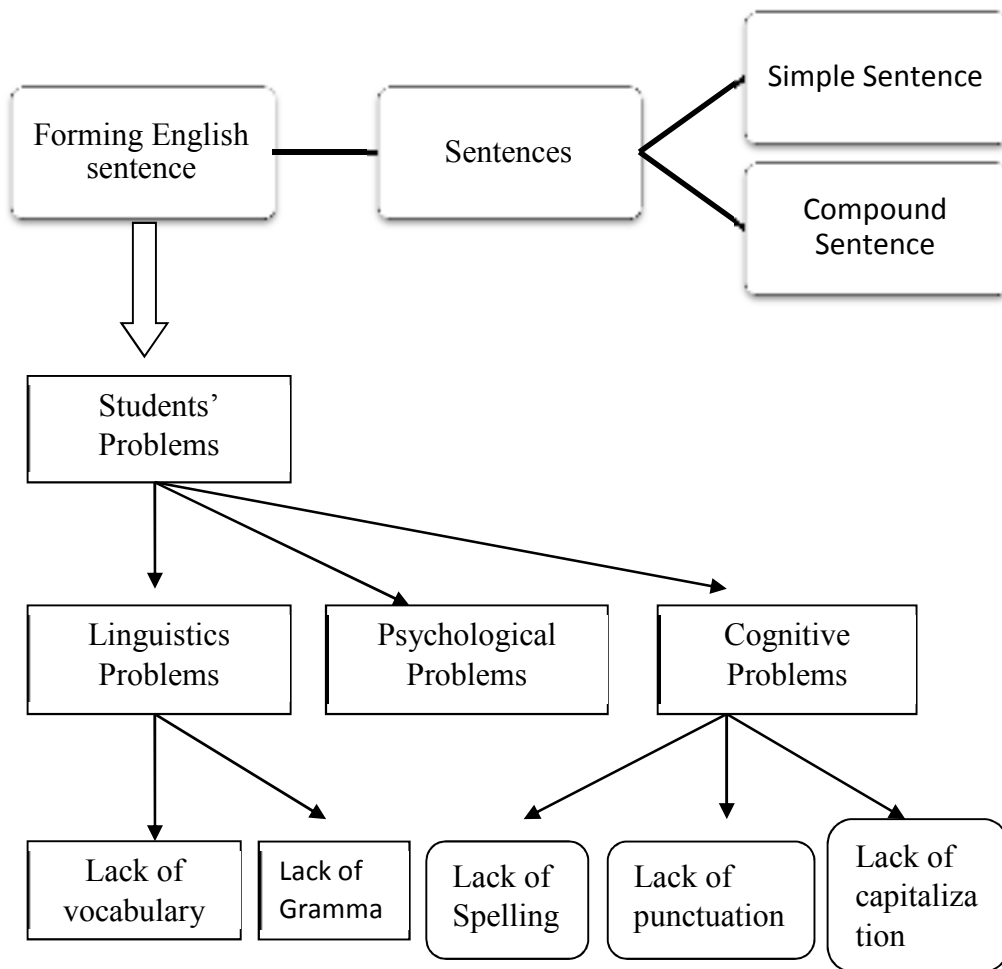 Simple Sentence
Forming English
sentence
Sentences
Compound
Sentence
Students’
Problems
Linguistics
Problems
Psychological
Problems
Cognitive
Problems
Lack of
vocabulary
Lack of
Gramma
Lack of
Spelling
Lack of
punctuation
Lack of
capitaliza
tion